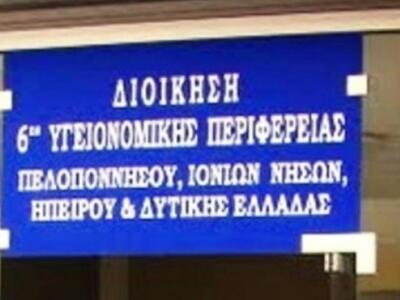 ΔΙΟΙΚΗΣΗ
6ης ΥΓΕΙΟΝΟΜΙΚΗΣ ΠΕΡΙΦΕΡΕΙΑΣ
ΠΕΛΟΠΟΝΝΗΣΟΥ, ΙΟΝΙΩΝ ΝΗΣΩΝ,
ΗΠΕΙΡΟΥ & ΔΥΤΙΚΗΣ ΕΛΛΑΔΑΣ